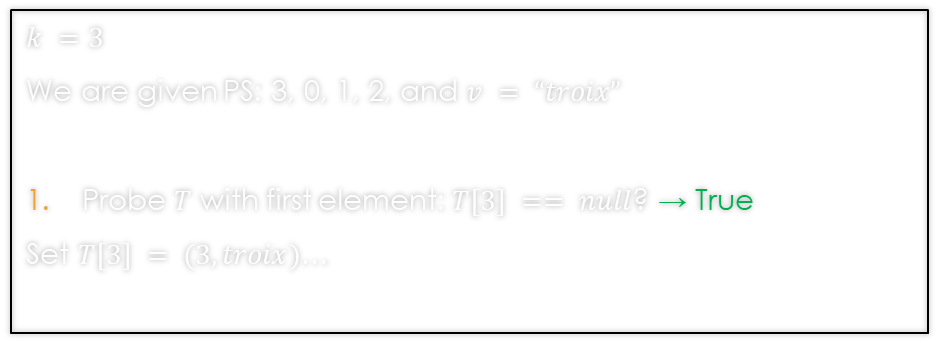 k = 3
We are given PS: 3, 0, 1, 2, and v = "troix"
1. Probe T with first element: T[3] == null? → True
Set T[3] = (3, troix)...